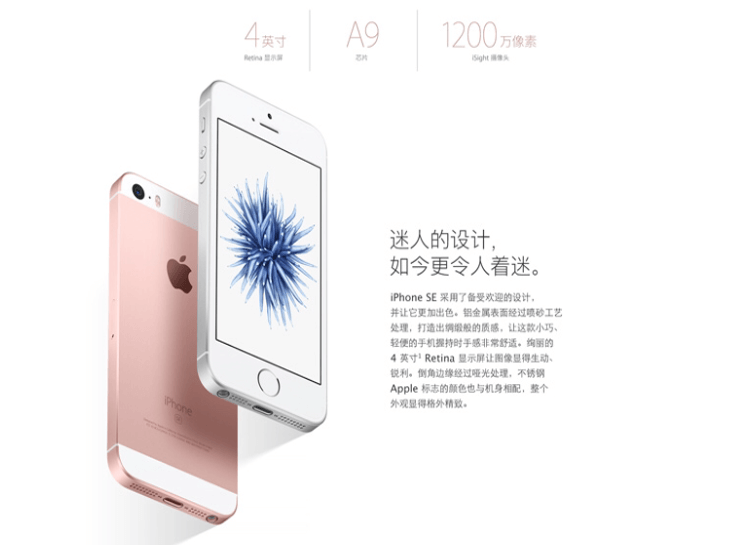 4 英寸
Retina 显示屏
A9
芯片
1200 万像素
iSight 摄像头
迷人的设计，
如今更令人着迷。
iPhone SE 采用了备受欢迎的设计，
并让它更加出色。铝金属表面经过喷砂工艺
处理，打造出绸缎般的质感，让这款小巧、
轻便的手机握持时手感非常舒适。绚丽的
4 英寸¹ Retina 显示屏让图像显得生动、
锐利。倒角边缘经过哑光处理，不锈钢
Apple 标志的颜色也与机身相配，整个
外观显得格外精致。
iPhone
SE